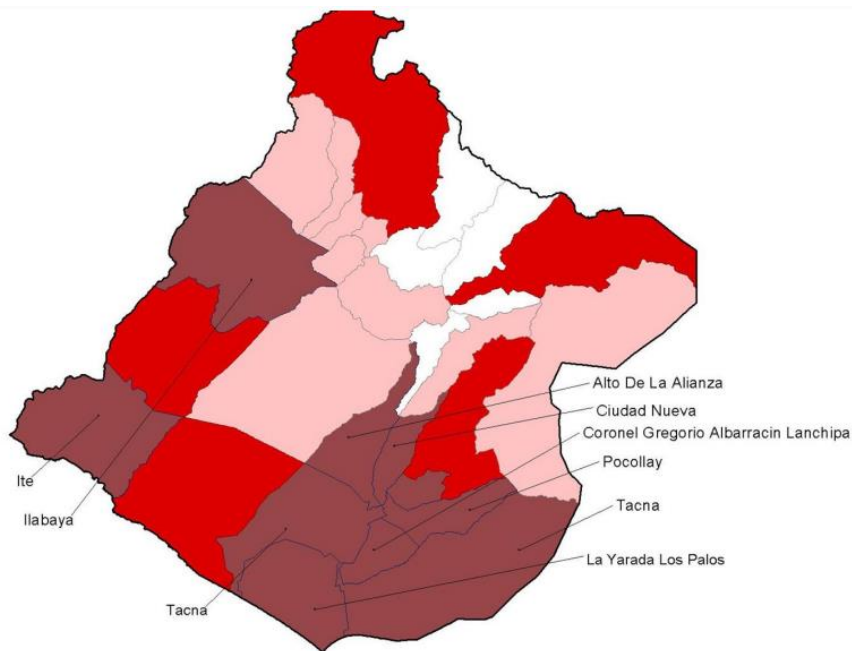 Alto De La Alianza
Ciudad Nueva
Coronel Gregorio Albarracin Lanchipa
Pocollay
Ite
Tacna
Ilabaya
La Yarada Los Palos
Tacna